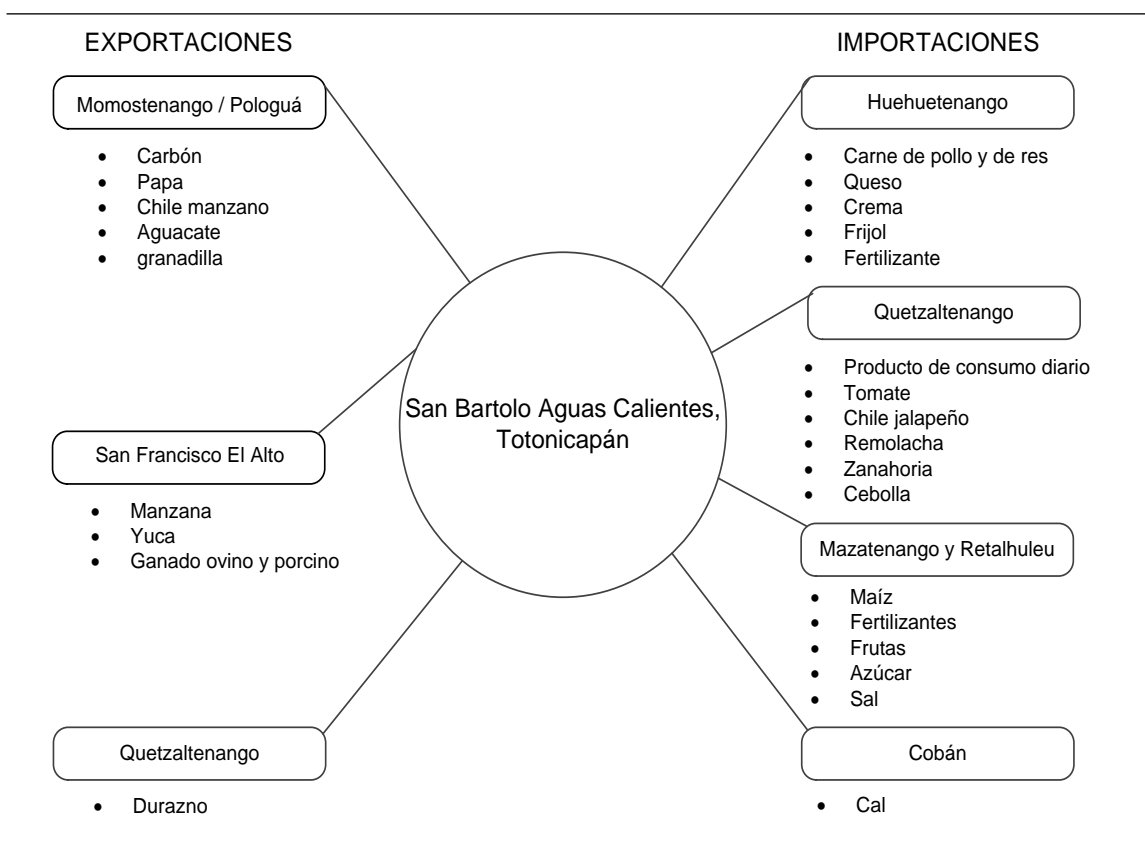 EXPORTACIONES
Momostenango / Pologuá
• Carbón
• Papa
• Chile manzano
• Aguacate
• granadilla
San Francisco El Alto
• Manzana
• Yuca
• Ganado ovino y porcino
Quetzaltenango
• Durazno
San Bartolo Aguas Calientes,
Totonicapán
IMPORTACIONES
Huehuetenango
• Carne de pollo y de res
• Queso
• Crema
• Frijol
• Fertilizante
Quetzaltenango
• Producto de consumo diario
• Tomate
• Chile jalapeño
• Remolacha
• Zanahoria
• Cebolla
Mazatenango y Retalhuleu
• Maíz
• Fertilizantes
• Frutas
• Azúcar
• Sal
Cobán
• Cal